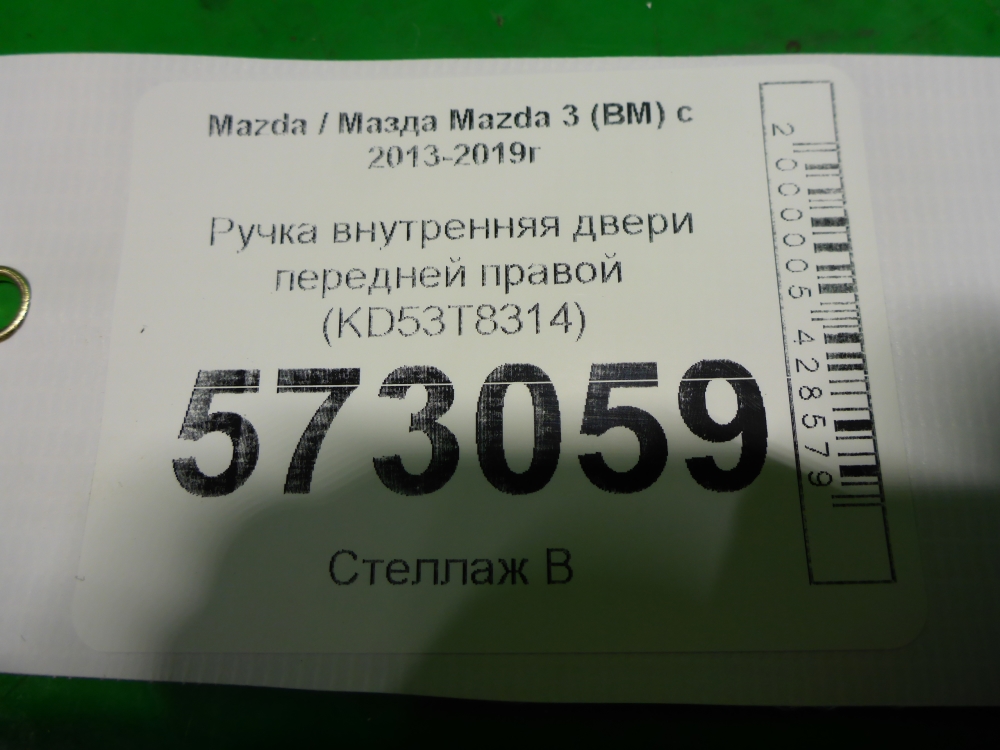 Mazda / Мазда Mazda 3 (BM) с
2013-2019г
Ручка внутренняя двери
передней правой
(KD53T8314)
573059
Стеллаж В
2000005428579